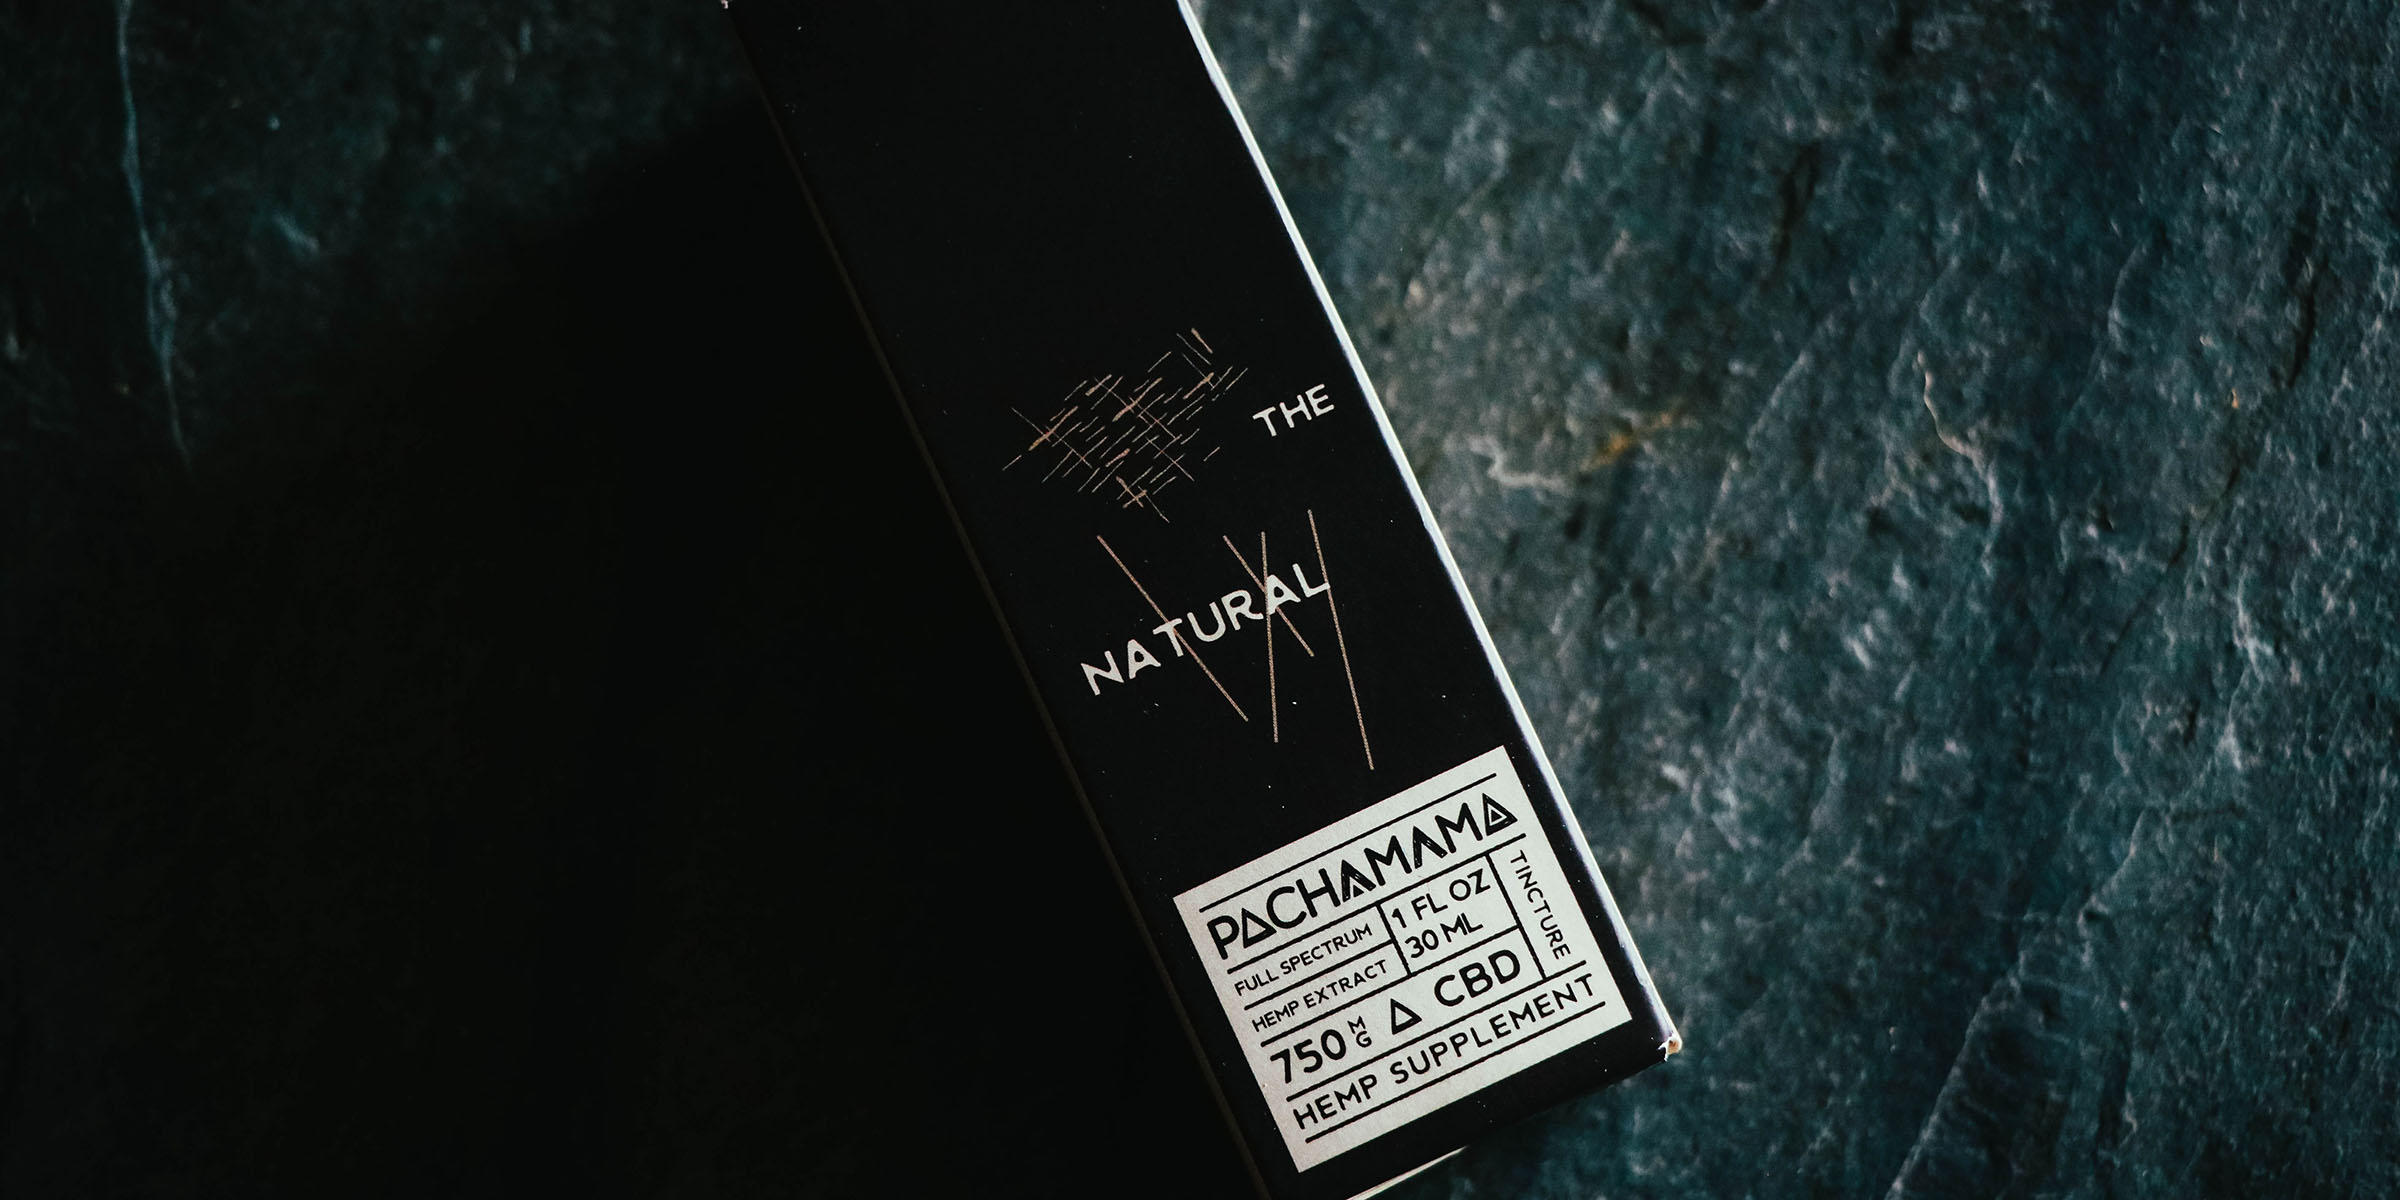 THE
NATURAL
PACHAMAMA
FULL SPECTRUM
HEMP EXTRACT
1 FL OZ
30 ML
TINCTURE
750 MG △ CBD
HEMP SUPPLEMENT